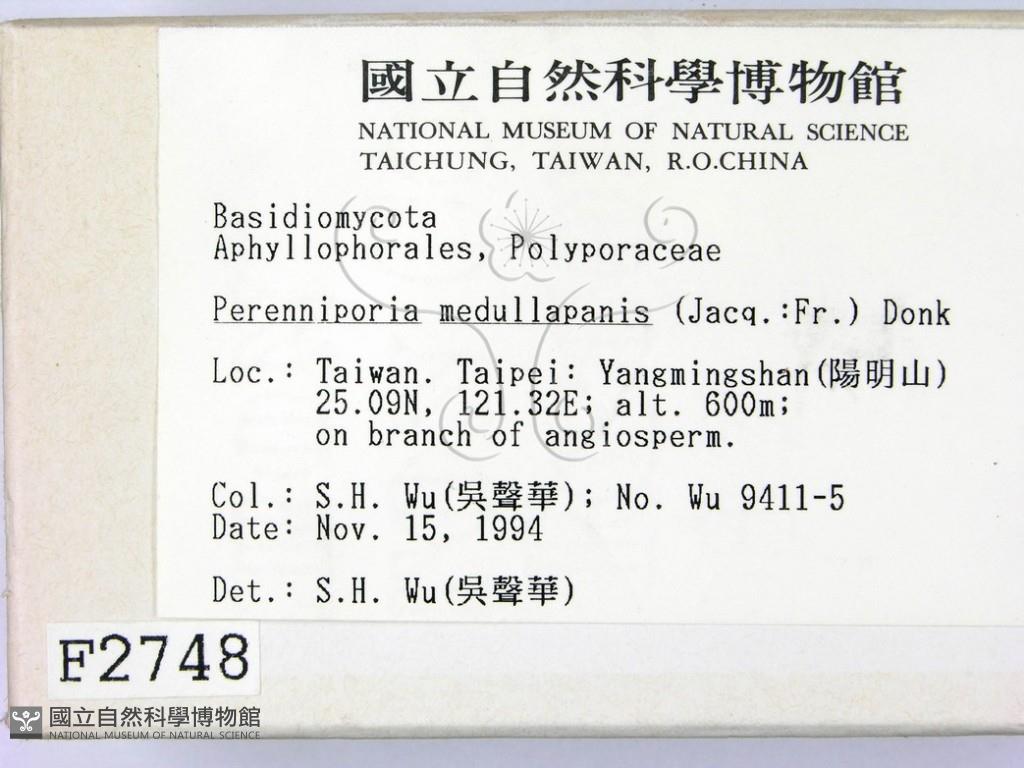 國立自然科學博物館
NATIONAL MUSEUM OF NATURAL SCIENCE
TAICHUNG, TAIWAN, R.O.CHINA
Basidiomycota
Aphyllophorales, Polyporaceae
Perenniporia medullapanis (Jacq.:Fr.) Donk
Loc.: Taiwan. Taipei: Yangmingshan(陽明山)
25.09N, 121.32E; alt. 600m;
on branch of angiosperm.
Col.: S.H. Wu(吳聲華); No. Wu 9411-5
Date: Nov. 15, 1994
Det.: S.H. Wu(吳聲華)
F2748
國立自然科學博物館
NATIONAL MUSEUM OF NATURAL SCIENCE